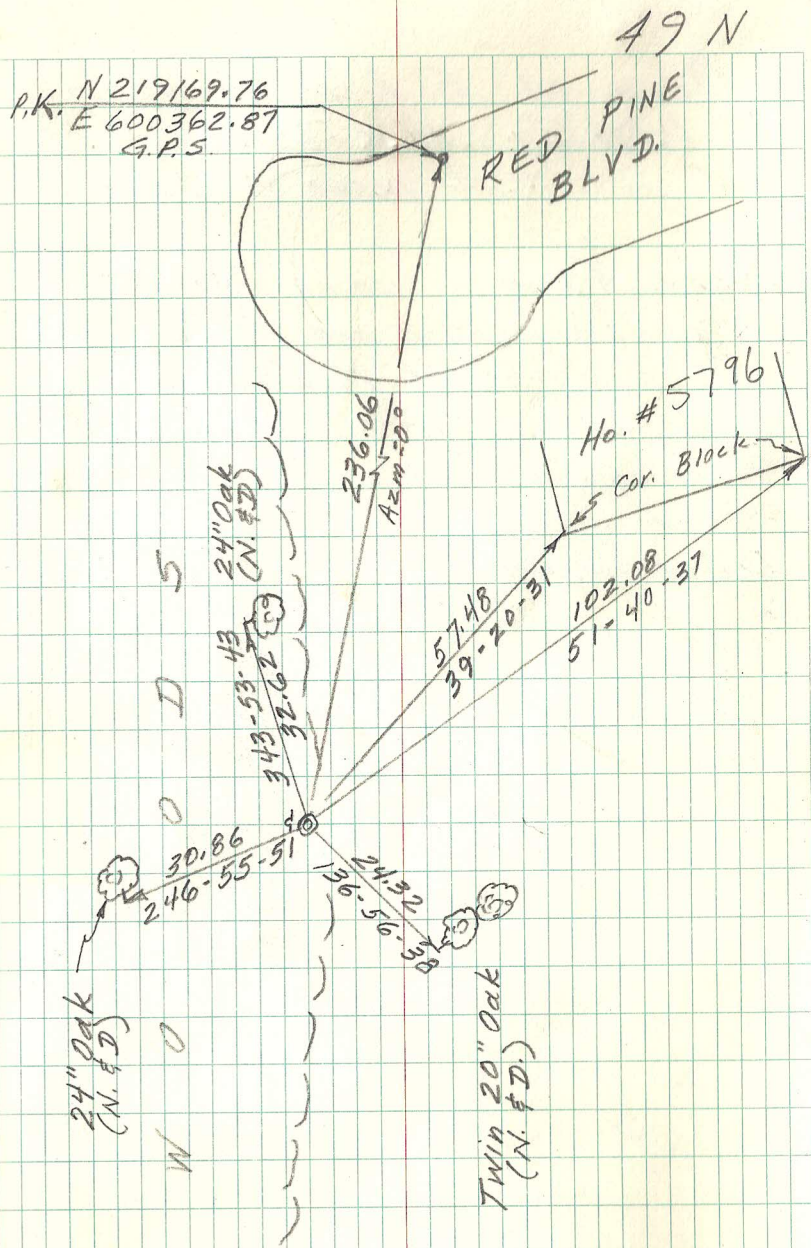 49 N
P.K. N 219169.76
E 600362.87
G.P.S.
RED PINE
BLVD.
236.06
Azm=0°
Ho. # 5796
Cor. Block
24" Oak
(N. & D)
343-53-43
32.62
57.48
39-20-31
102.08
51-40-37
30.86
246-55-51
24.32
136-56-38
24" Oak
(N. & D)
Twin 20" Oak
(N. & D.)
WOODS